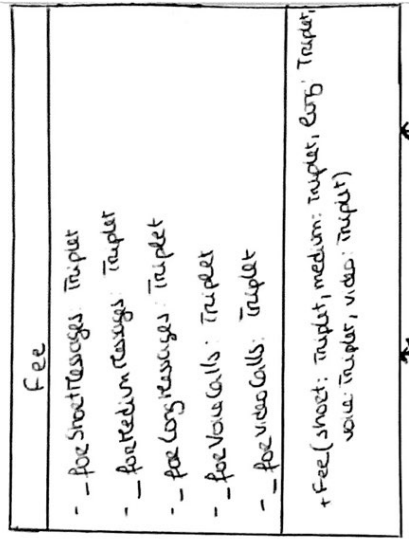 Fee
- _forShortMessages: Triplet
- _forMediumMessages: Triplet
- _forLongMessages: Triplet
- _forVoiceCalls: Triplet
- _forVideoCalls: Triplet
+ Fee(short: Triplet, medium: Triplet, long: Triplet,
voice: Triplet, video: Triplet)